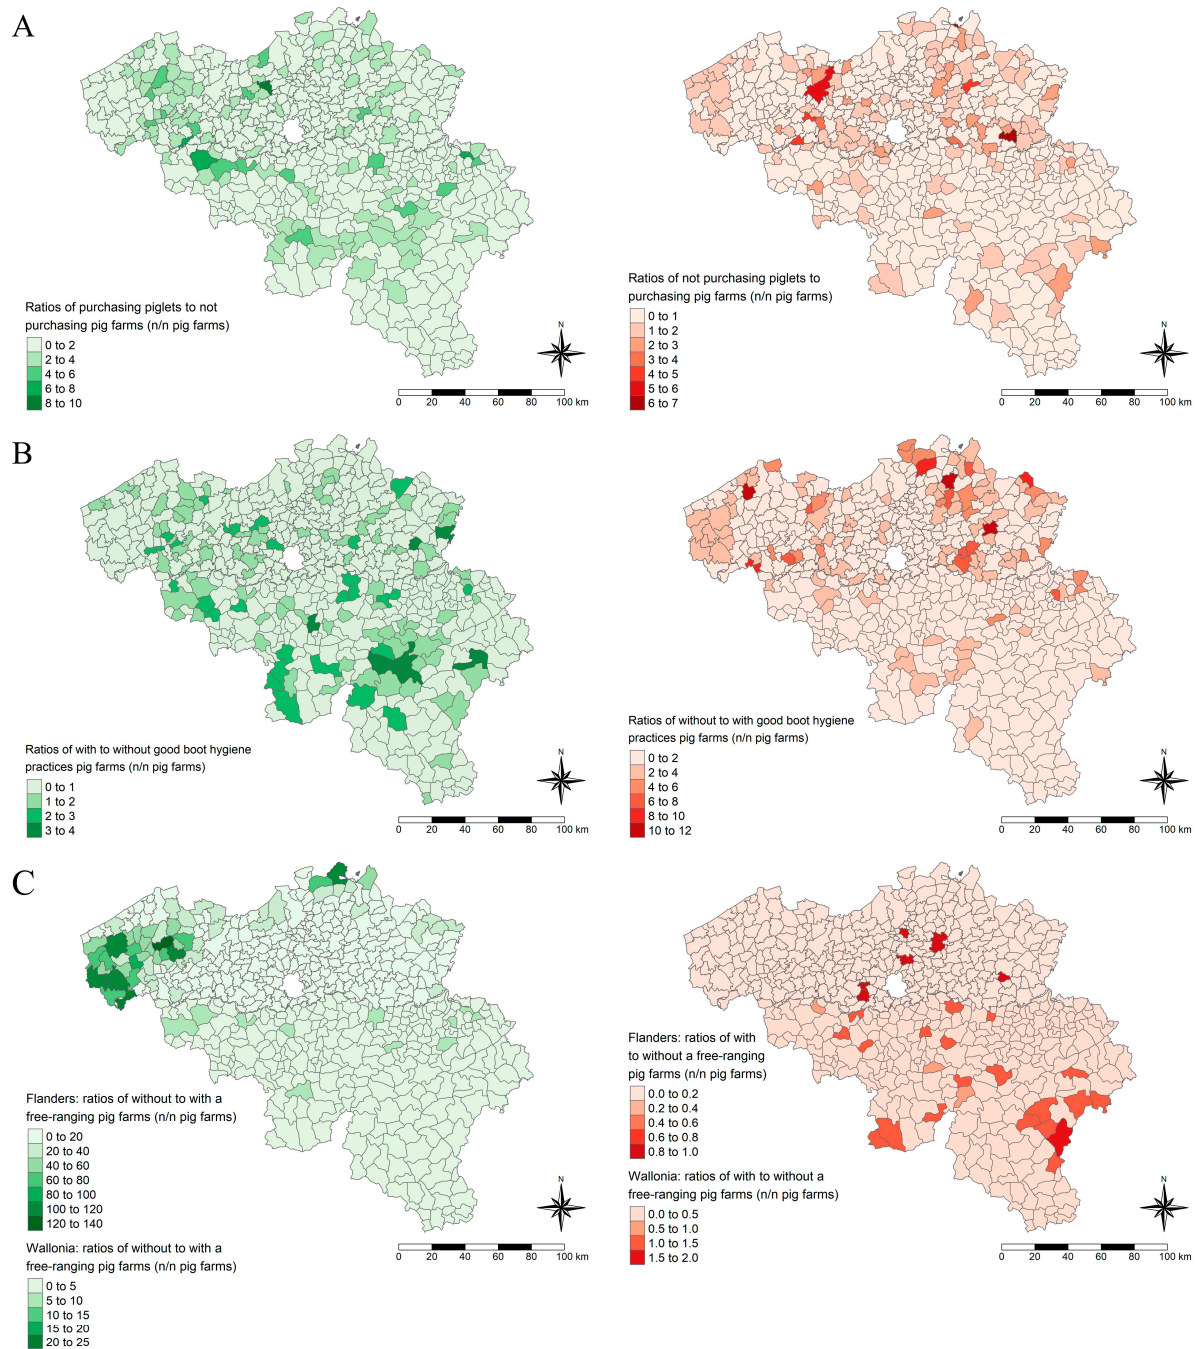 A
Ratios of purchasing piglets to not
purchasing pig farms (n/n pig farms)
0 to 2
2 to 4
4 to 6
6 to 8
8 to 10
N
0 20 40 60 80 100 km
Ratios of not purchasing piglets to
purchasing pig farms (n/n pig farms)
0 to 1
1 to 2
2 to 3
3 to 4
4 to 5
5 to 6
6 to 7
N
0 20 40 60 80 100 km
B
Ratios of with to without good boot hygiene
practices pig farms (n/n pig farms)
0 to 1
1 to 2
2 to 3
3 to 4
N
0 20 40 60 80 100 km
Ratios of without to with good boot hygiene
practices pig farms (n/n pig farms)
0 to 2
2 to 4
4 to 6
6 to 8
8 to 10
10 to 12
N
0 20 40 60 80 100 km
C
Flanders: ratios of without to with a
free-ranging pig farms (n/n pig farms)
0 to 20
20 to 40
40 to 60
60 to 80
80 to 100
100 to 120
120 to 140
Wallonia: ratios of without to with a
free-ranging pig farms (n/n pig farms)
0 to 5
5 to 10
10 to 15
15 to 20
20 to 25
N
0 20 40 60 80 100 km
Flanders: ratios of with
to without a free-ranging
pig farms (n/n pig farms)
0.0 to 0.2
0.2 to 0.4
0.4 to 0.6
0.6 to 0.8
0.8 to 1.0
Wallonia: ratios of with to without a
free-ranging pig farms (n/n pig farms)
0.0 to 0.5
0.5 to 1.0
1.0 to 1.5
1.5 to 2.0
N
0 20 40 60 80 100 km